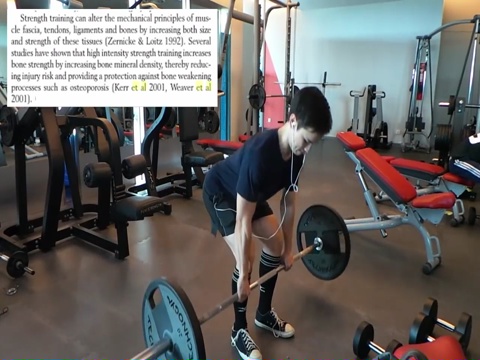 Strength training can alter the mechanical principles of mus-
cle fascia, tendons, ligaments and bones by increasing both size
and strength of these tissues (Zernicke & Loitz 1992). Several
studies have shown that high intensity strength training increases
bone strength by increasing bone mineral density, thereby reduc-
ing injury risk and providing a protection against bone weakening
processes such as osteoporosis (Kerr et al 2001, Weaver et al
2001).